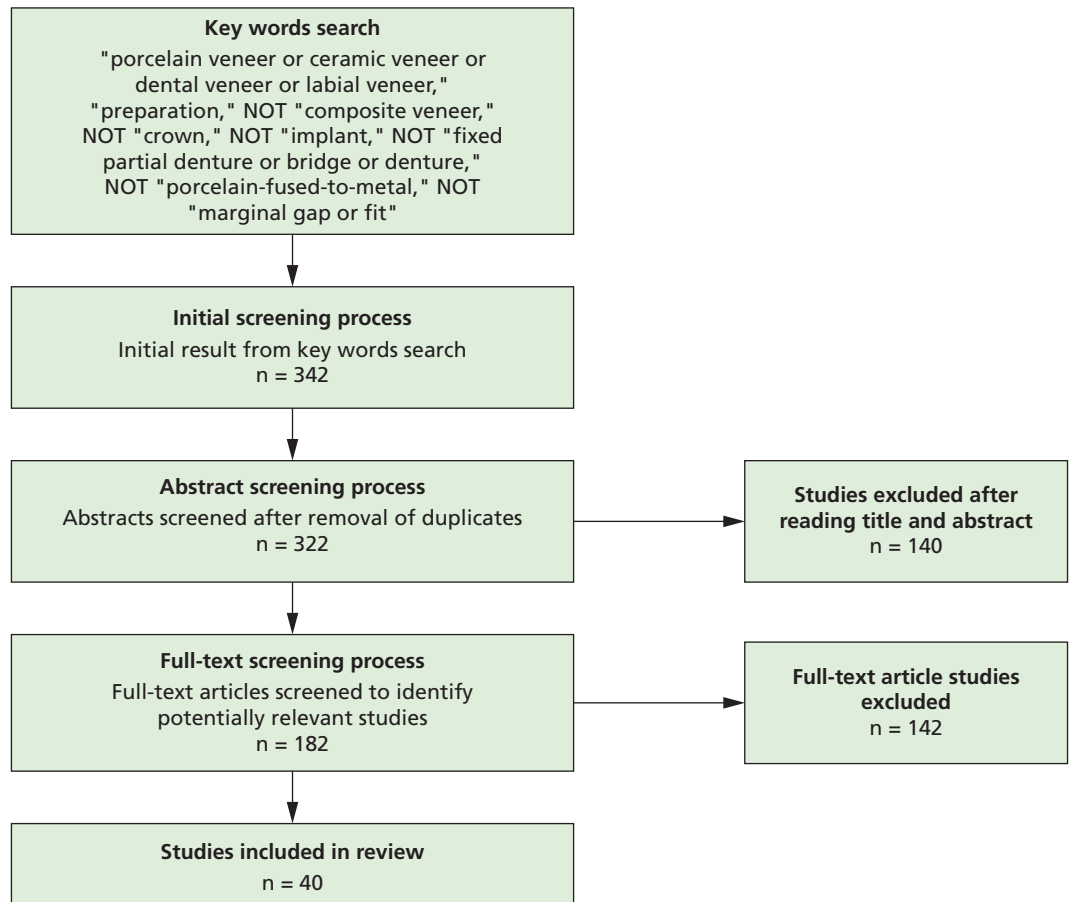 Key words search
"porcelain veneer or ceramic veneer or
dental veneer or labial veneer,"
"preparation," NOT "composite veneer,"
NOT "crown," NOT "implant," NOT "fixed
partial denture or bridge or denture,"
NOT "porcelain-fused-to-metal," NOT
"marginal gap or fit"
Initial screening process
Initial result from key words search
n = 342
Abstract screening process
Abstracts screened after removal of duplicates
n = 322
Studies excluded after
reading title and abstract
n = 140
Full-text screening process
Full-text articles screened to identify
potentially relevant studies
n = 182
Full-text article studies
excluded
n = 142
Studies included in review
n = 40